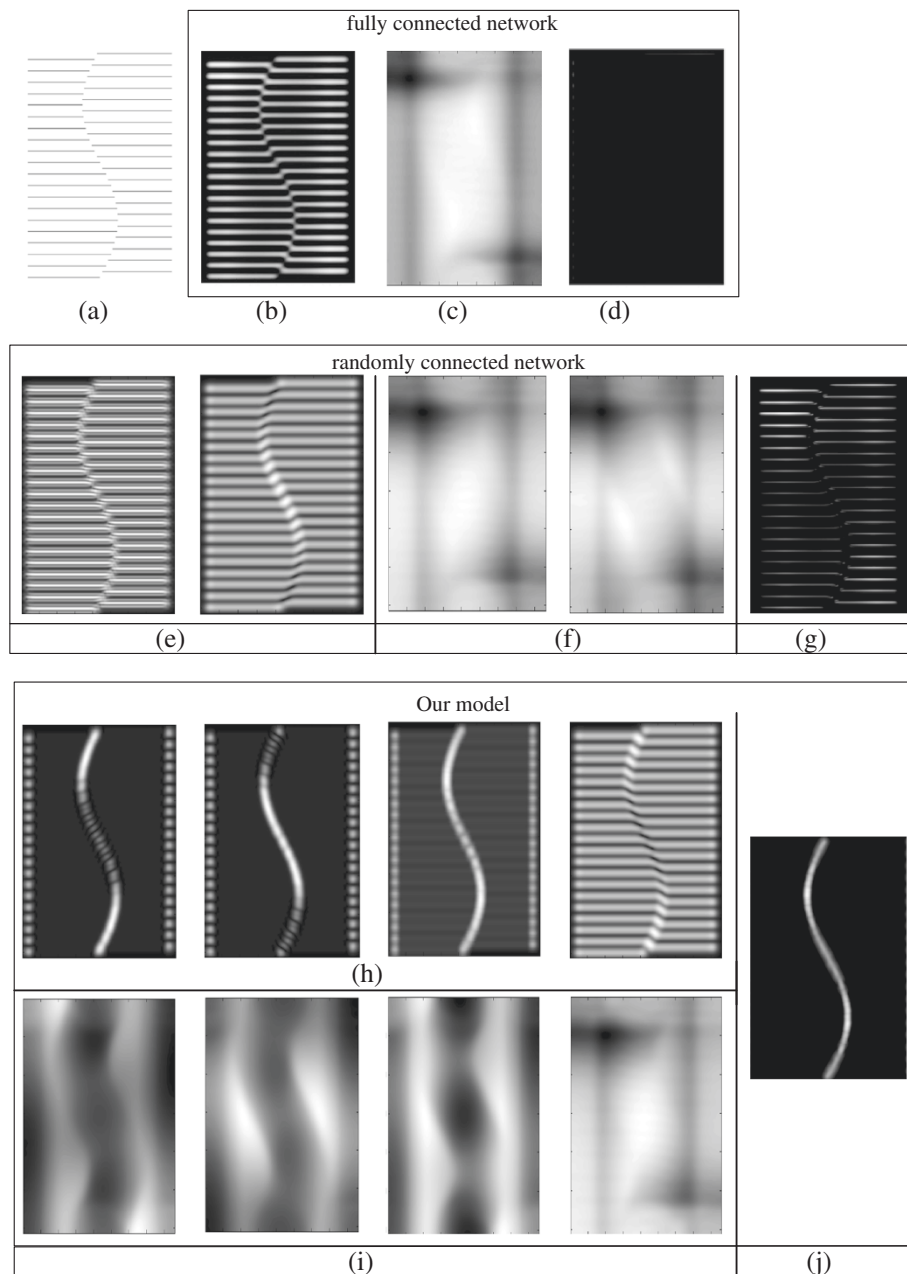 fully connected network
(a)
(b)
(c)
(d)
randomly connected network
(e)
(f)
(g)
Our model
(h)
(i)
(j)